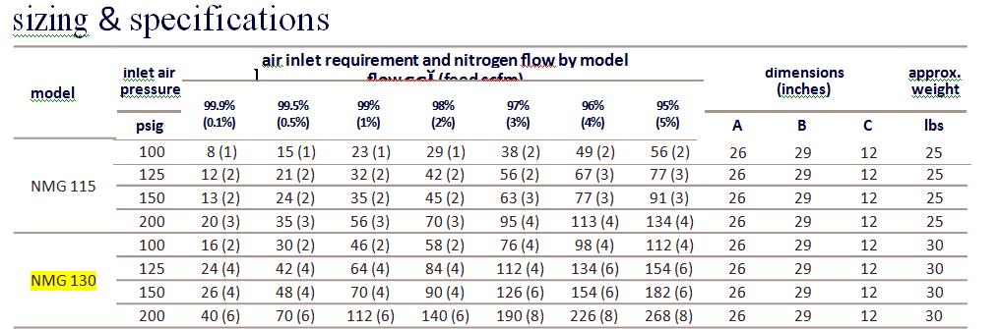 sizing & specifications
air inlet requirement and nitrogen flow by model
model inlet air pressure dimensions (inches) approx. weight
99.9% (0.1%) 99.5% (0.5%) 99% (1%) 98% (2%) 97% (3%) 96% (4%) 95% (5%)
psig A B C lbs
NMG 115
100 8 (1) 15 (1) 23 (1) 29 (1) 38 (2) 49 (2) 56 (2) 26 29 12 25
125 12 (2) 21 (2) 32 (2) 42 (2) 56 (2) 67 (3) 77 (3) 26 29 12 25
150 13 (2) 24 (2) 35 (2) 45 (2) 63 (3) 77 (3) 91 (3) 26 29 12 25
200 20 (3) 35 (3) 56 (3) 70 (3) 95 (4) 113 (4) 134 (4) 26 29 12 25
NMG 130
100 16 (2) 30 (2) 46 (2) 58 (2) 76 (4) 98 (4) 112 (4) 26 29 12 30
125 24 (4) 42 (4) 64 (4) 84 (4) 112 (4) 134 (6) 154 (6) 26 29 12 30
150 26 (4) 48 (4) 70 (4) 90 (4) 126 (6) 154 (6) 182 (6) 26 29 12 30
200 40 (6) 70 (6) 112 (6) 140 (6) 190 (8) 226 (8) 268 (8) 26 29 12 30